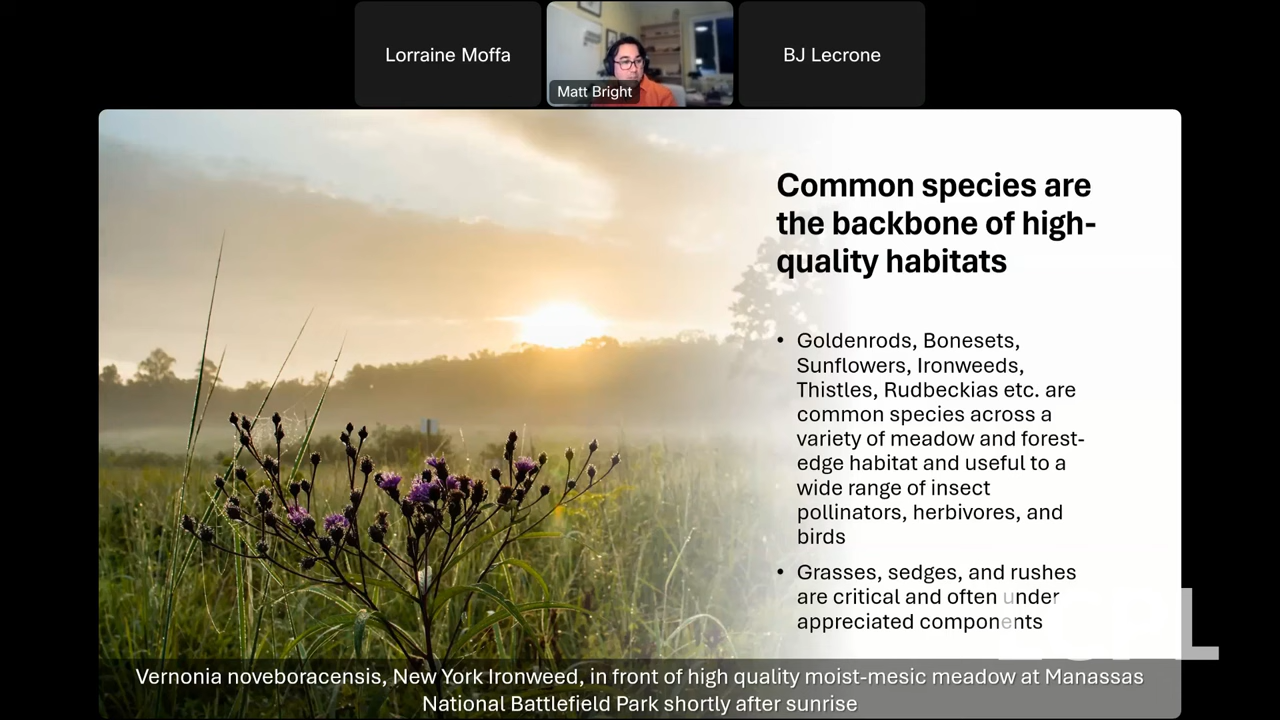 Lorraine Moffa
Matt Bright
BJ Lecrone
Common species are
the backbone of high-
quality habitats
• Goldenrods, Bonesets,
Sunflowers, Ironweeds,
Thistles, Rudbeckias etc. are
common species across a
variety of meadow and forest-
edge habitat and useful to a
wide range of insect
pollinators, herbivores, and
birds
• Grasses, sedges, and rushes
are critical and often under
appreciated components
Vernonia noveboracensis, New York Ironweed, in front of high quality moist-mesic meadow at Manassas
National Battlefield Park shortly after sunrise